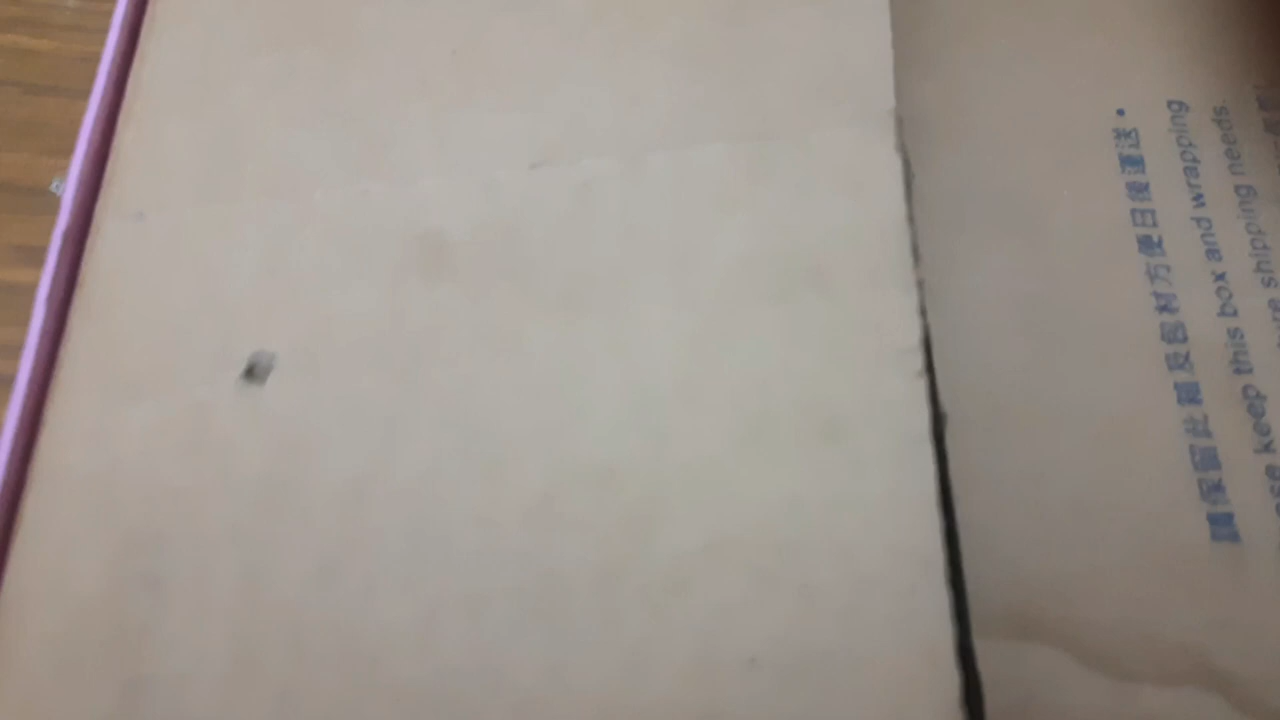 請保留此箱及包材方便日後運送。
keep this box and wrapping
shipping needs.